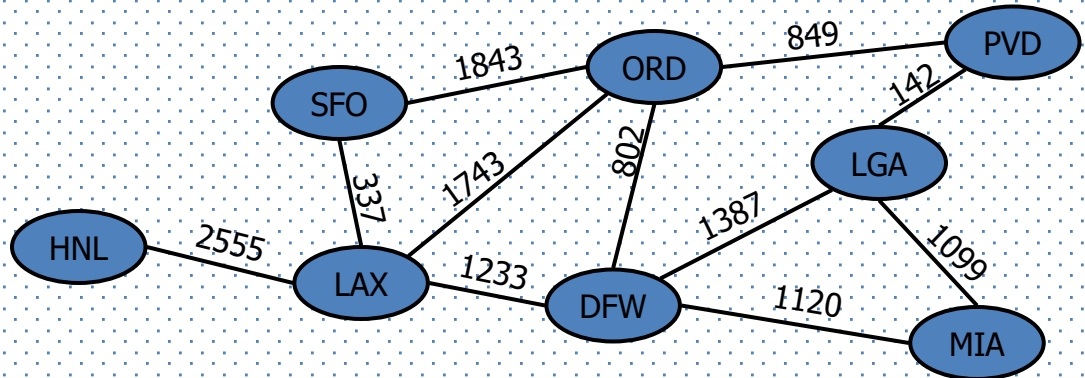 849
PVD
1843
ORD
SFO
142
802
LGA
1743
337
1387
HNL
2555
1233
1099
LAX
DFW
1120
MIA